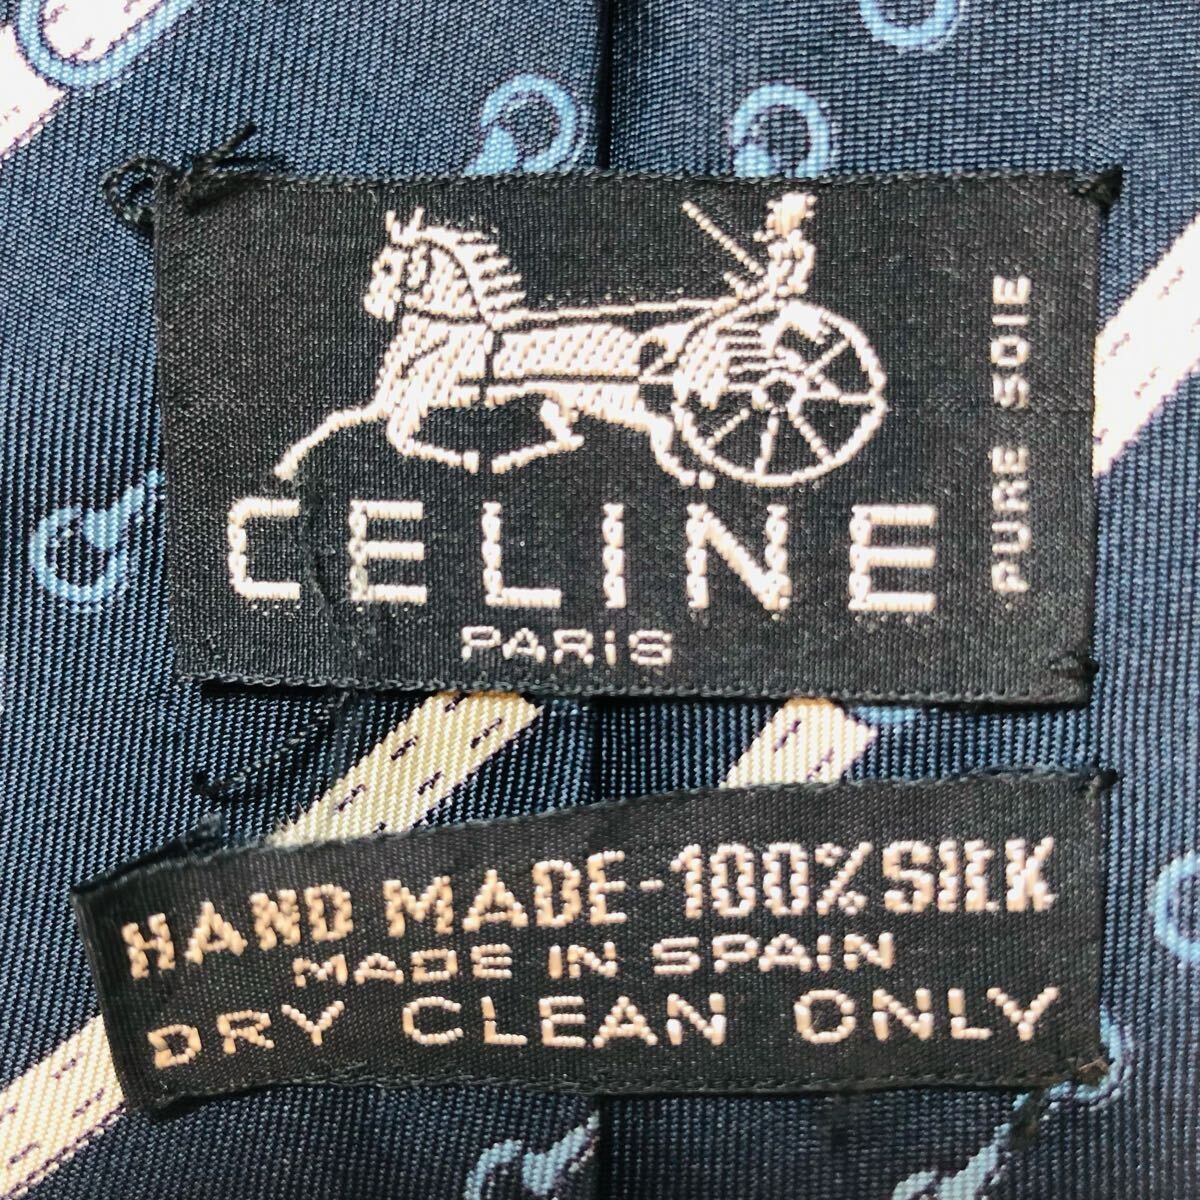 CELINE
PARIS
PURE SOIE
HAND MADE-100% SILK
MADE IN SPAIN
DRY CLEAN ONLY